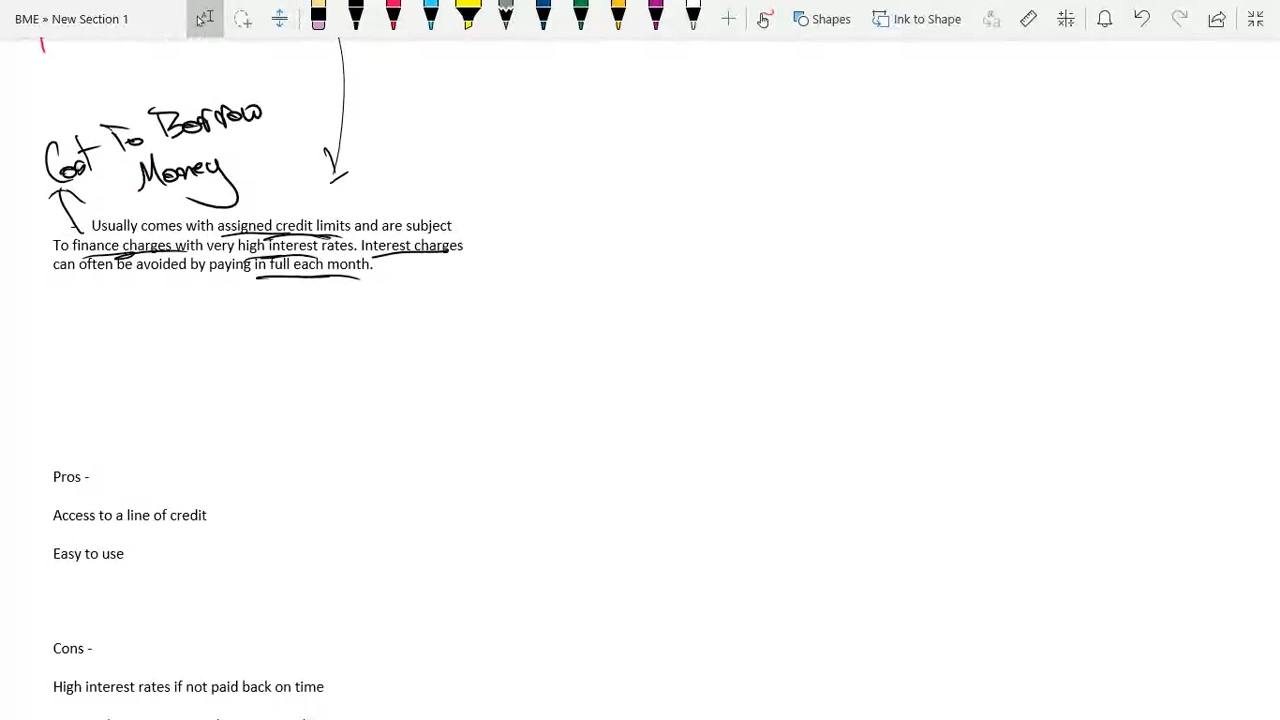 BME » New Section 1
Shapes
Ink to Shape
Cost To Borrow
Money
- Usually comes with assigned credit limits and are subject
To finance charges with very high interest rates. Interest charges
can often be avoided by paying in full each month.
Pros -
Access to a line of credit
Easy to use
Cons -
High interest rates if not paid back on time